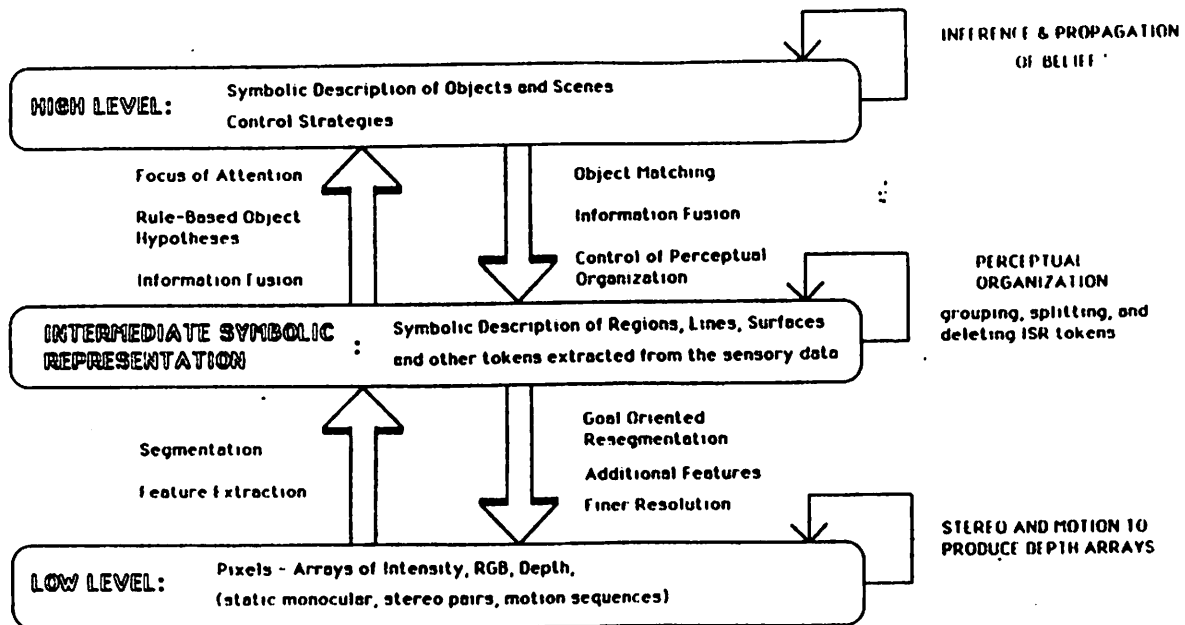 INFERENCE & PROPAGATION
OF BELIEF
HIGH LEVEL:
Symbolic Description of Objects and Scenes
Control Strategies
Focus of Attention
Rule-Based Object
Hypotheses
Information Fusion
Object Matching
Information Fusion
Control of Perceptual
Organization
PERCEPTUAL
ORGANIZATION
grouping, splitting, and
deleting ISR tokens
INTERMEDIATE SYMBOLIC
REPRESENTATION :
Symbolic Description of Regions, Lines, Surfaces
and other tokens extracted from the sensory data
Segmentation
Feature Extraction
Goal Oriented
Resegmentation
Additional Features
Finer Resolution
STEREO AND MOTION TO
PRODUCE DEPTH ARRAYS
LOW LEVEL:
Pixels - Arrays of Intensity, RGB, Depth,
(static monocular, stereo pairs, motion sequences)